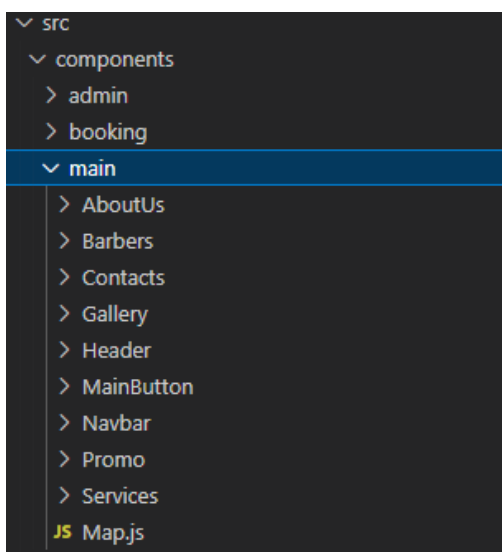 src
components
admin
booking
main
AboutUs
Barbers
Contacts
Gallery
Header
MainButton
Navbar
Promo
Services
JS Map.js